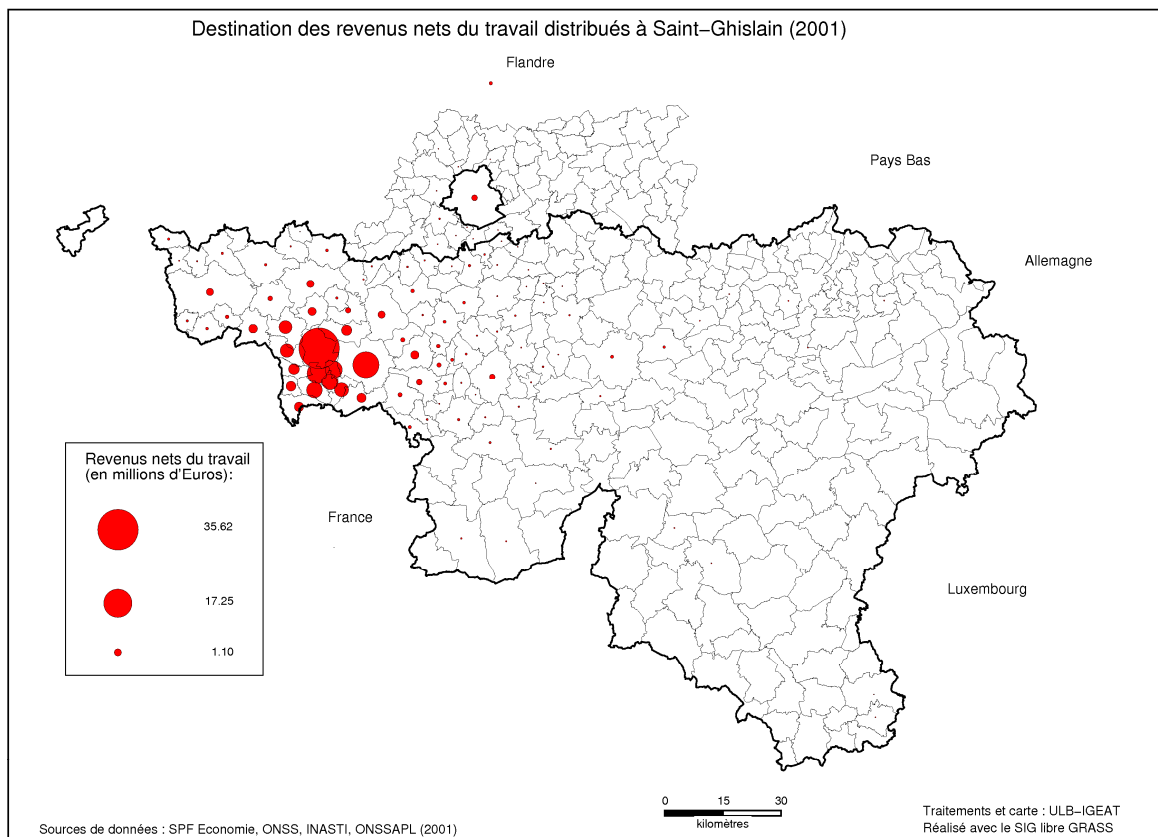 Destination des revenus nets du travail distribués à Saint−Ghislain (2001)
Flandre
Pays Bas
Allemagne
Revenus nets du travail
(en millions d'Euros):
35.62
17.25
1.10
France
Luxembourg
0 15 30
kilomètres
Sources de données : SPF Economie, ONSS, INASTI, ONSSAPL (2001)
Traitements et carte : ULB−IGEAT
Réalisé avec le SIG libre GRASS